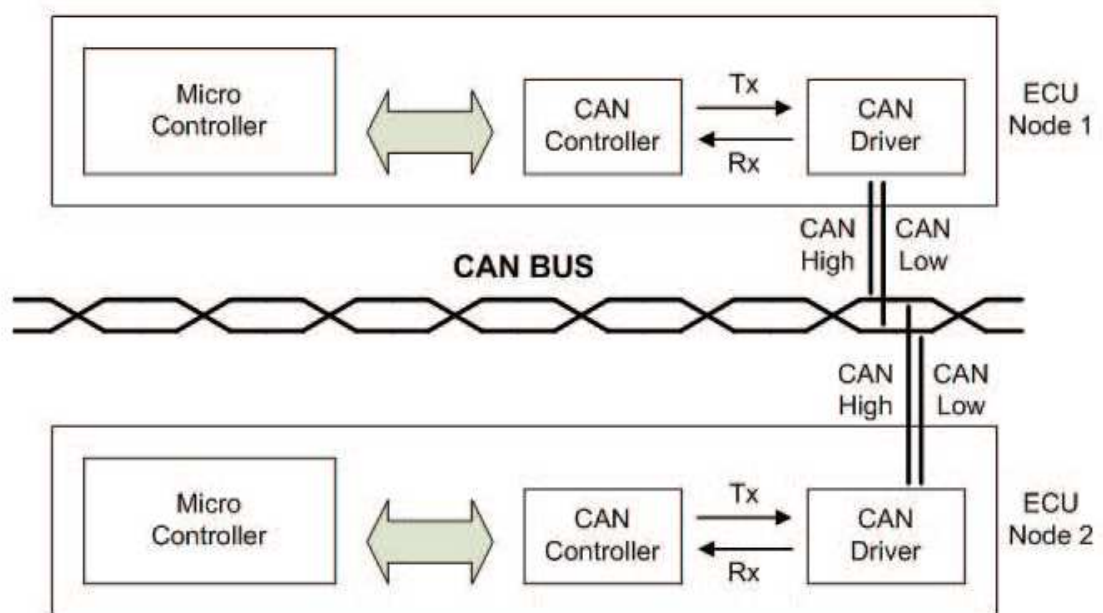 Micro
Controller
CAN
Controller
Tx
Rx
CAN
Driver
ECU
Node 1
CAN
High
CAN
Low
CAN BUS
CAN
High
CAN
Low
Micro
Controller
CAN
Controller
Tx
Rx
CAN
Driver
ECU
Node 2